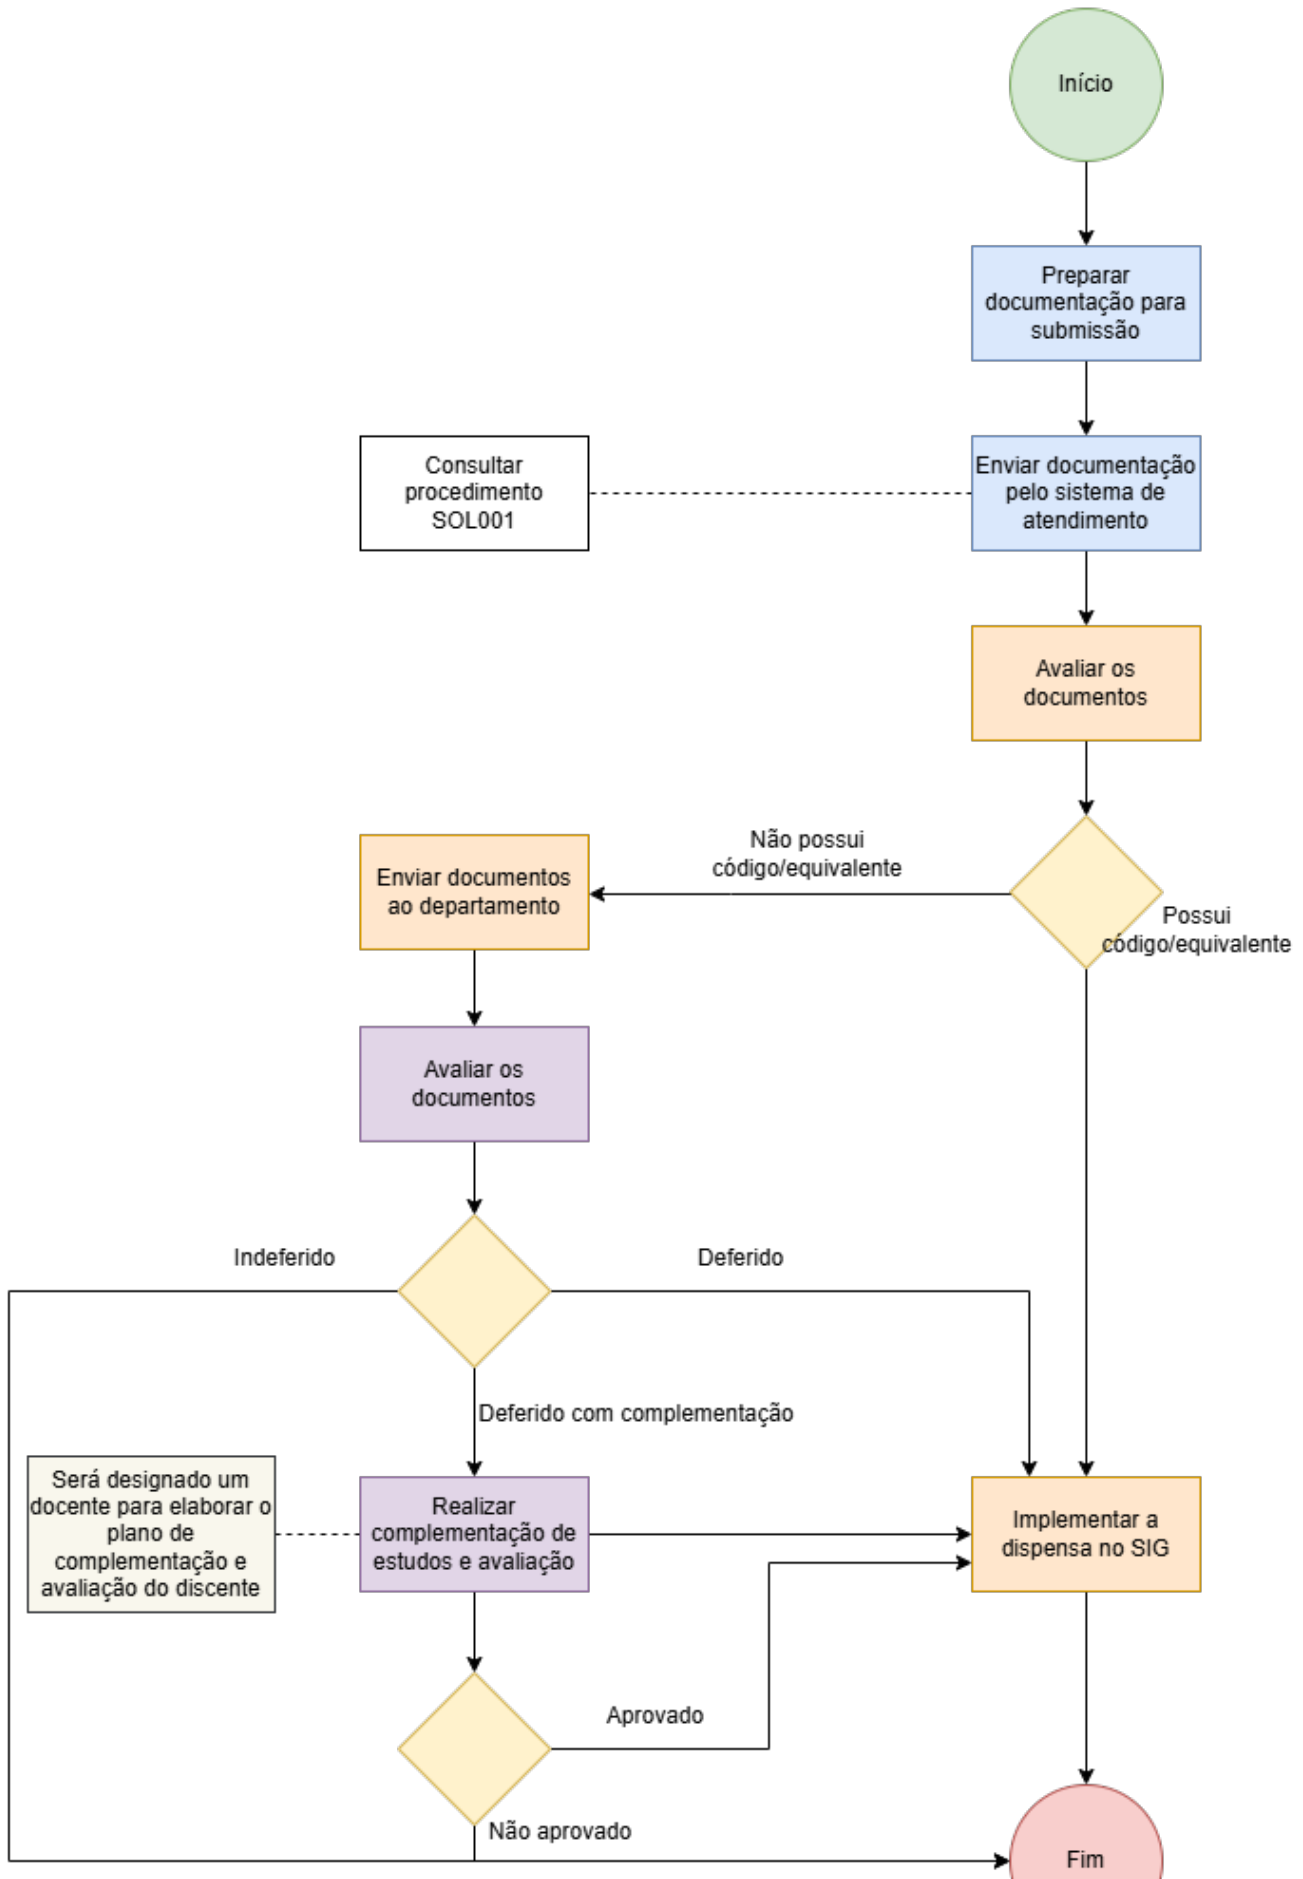 Início
Preparar
documentação para
submissão
Consultar
procedimento
SOL001
Enviar documentação
pelo sistema de
atendimento
Avaliar os
documentos
Não possui
código/equivalente
Possui
código/equivalente
Enviar documentos
ao departamento
Avaliar os
documentos
Indeferido
Deferido
Deferido com complementação
Será designado um
docente para elaborar o
plano de
complementação e
avaliação do discente
Realizar
complementação de
estudos e avaliação
Implementar a
dispensa no SIG
Aprovado
Não aprovado
Fim